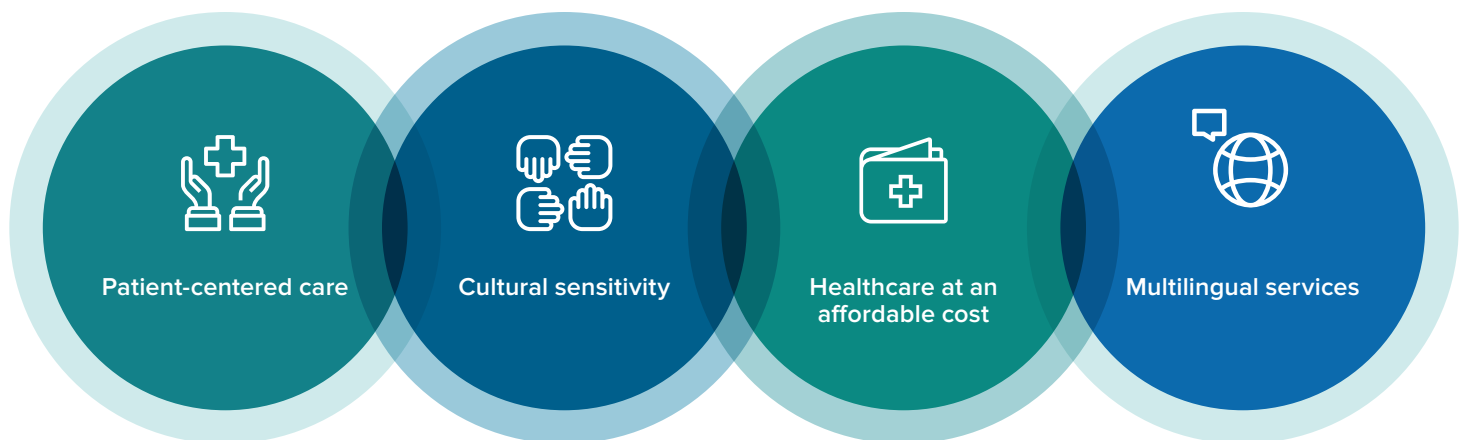 Patient-centered care
Cultural sensitivity
Healthcare at an
affordable cost
Multilingual services